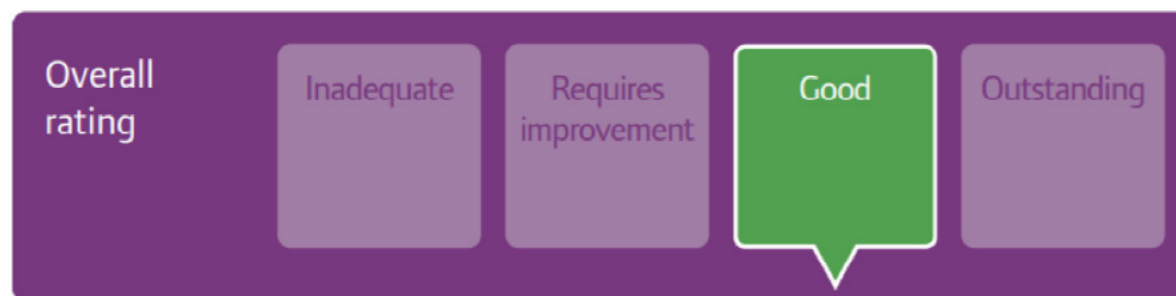 Overall
rating
Inadequate
Requires
improvement
Good
Outstanding